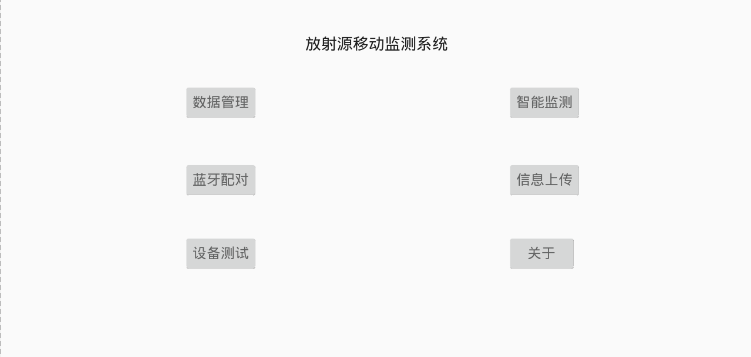 放射源移动监测系统
数据管理
智能监测
蓝牙配对
信息上传
设备测试
关于